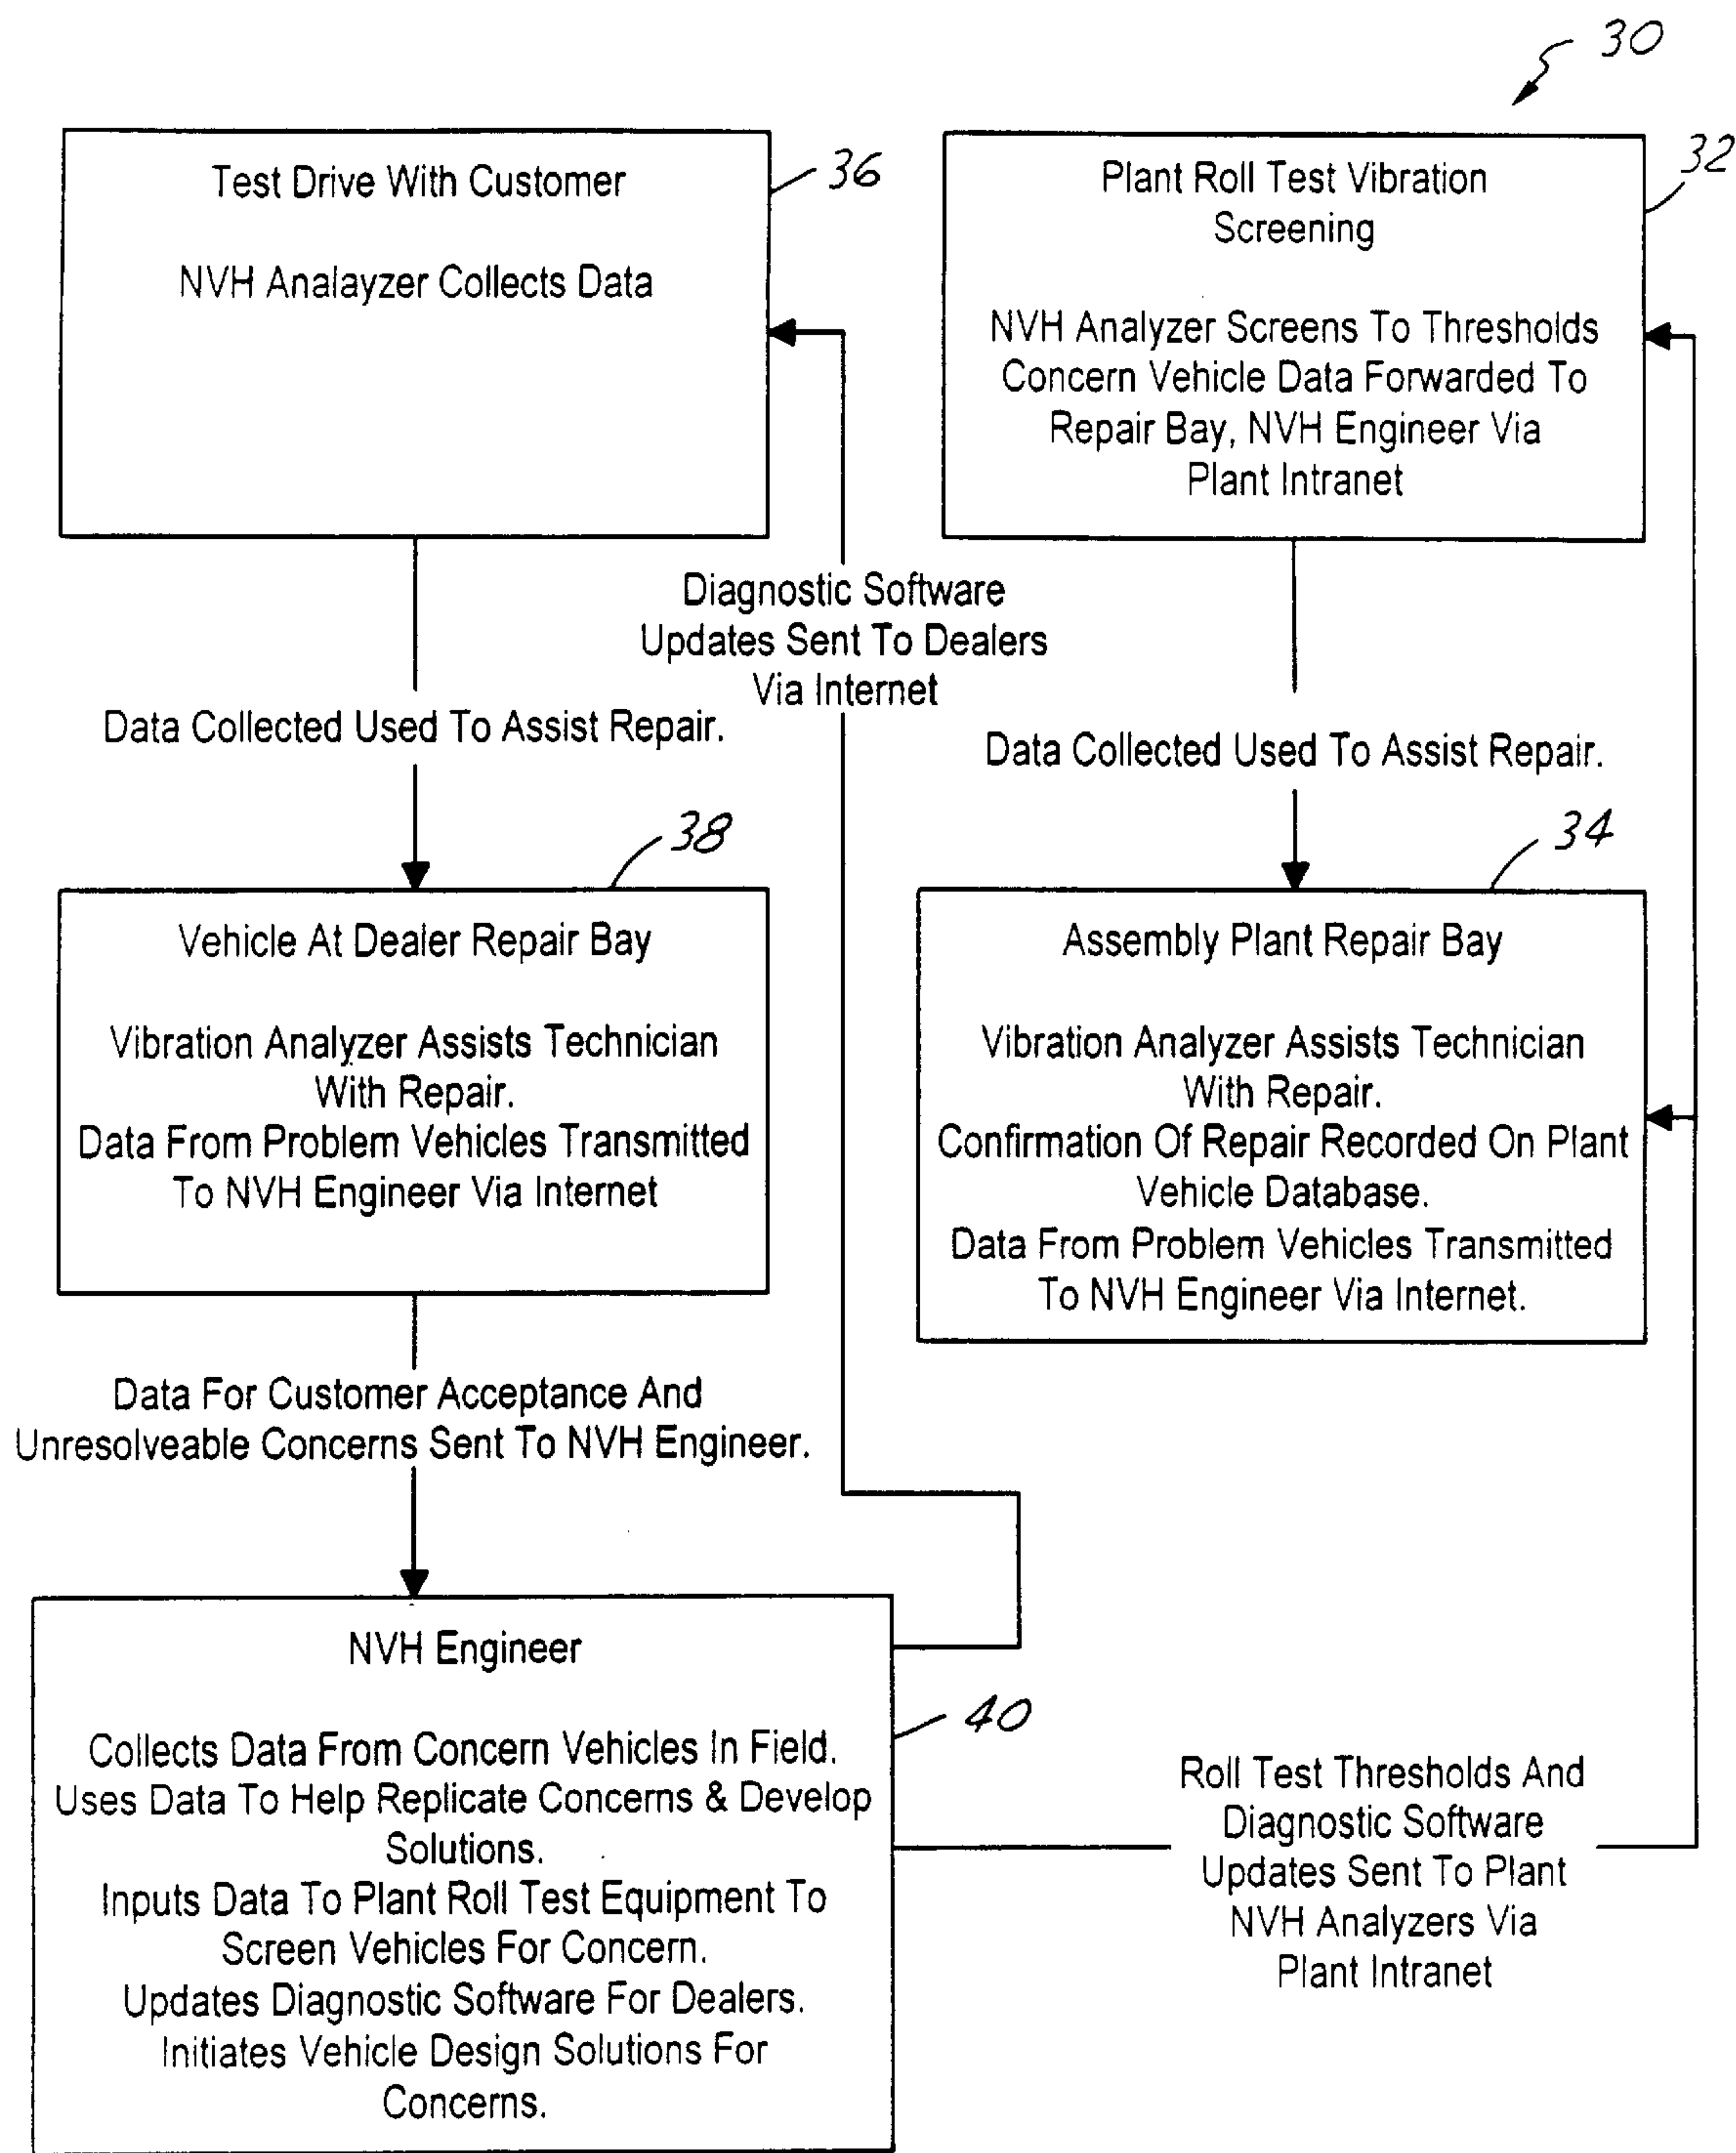 30
36
Test Drive With Customer
NVH Analayzer Collects Data
32
Plant Roll Test Vibration
Screening
NVH Analyzer Screens To Thresholds
Concern Vehicle Data Forwarded To
Repair Bay, NVH Engineer Via
Plant Intranet
Diagnostic Software
Updates Sent To Dealers
Via Internet
Data Collected Used To Assist Repair.
Data Collected Used To Assist Repair.
38
Vehicle At Dealer Repair Bay
Vibration Analyzer Assists Technician
With Repair.
Data From Problem Vehicles Transmitted
To NVH Engineer Via Internet
34
Assembly Plant Repair Bay
Vibration Analyzer Assists Technician
With Repair.
Confirmation Of Repair Recorded On Plant
Vehicle Database.
Data From Problem Vehicles Transmitted
To NVH Engineer Via Internet.
Data For Customer Acceptance And
Unresolveable Concerns Sent To NVH Engineer.
NVH Engineer
40
Collects Data From Concern Vehicles In Field.
Uses Data To Help Replicate Concerns & Develop
Solutions.
Inputs Data To Plant Roll Test Equipment To
Screen Vehicles For Concern.
Updates Diagnostic Software For Dealers.
Initiates Vehicle Design Solutions For
Concerns.
Roll Test Thresholds And
Diagnostic Software
Updates Sent To Plant
NVH Analyzers Via
Plant Intranet